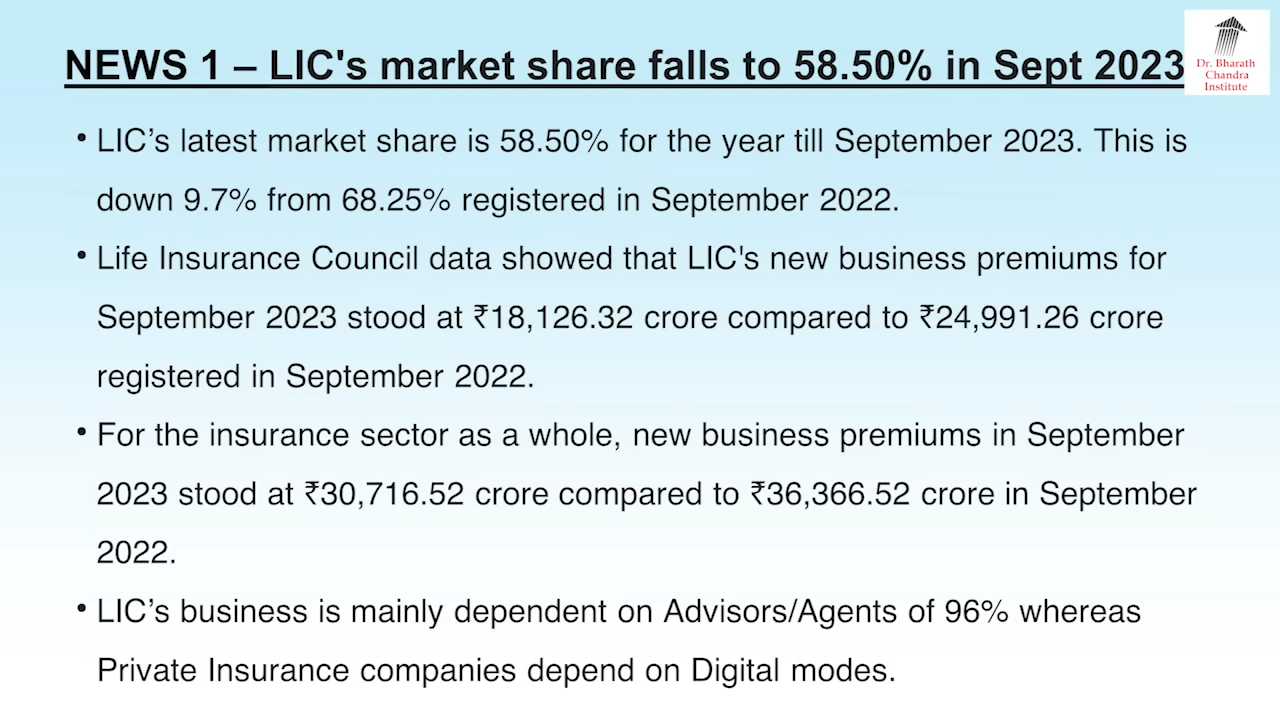 NEWS 1 – LIC's market share falls to 58.50% in Sept 2023
Dr. Bharath
Chandra
Institute
• LIC’s latest market share is 58.50% for the year till September 2023. This is
down 9.7% from 68.25% registered in September 2022.
• Life Insurance Council data showed that LIC's new business premiums for
September 2023 stood at ₹18,126.32 crore compared to ₹24,991.26 crore
registered in September 2022.
• For the insurance sector as a whole, new business premiums in September
2023 stood at ₹30,716.52 crore compared to ₹36,366.52 crore in September
2022.
• LIC’s business is mainly dependent on Advisors/Agents of 96% whereas
Private Insurance companies depend on Digital modes.